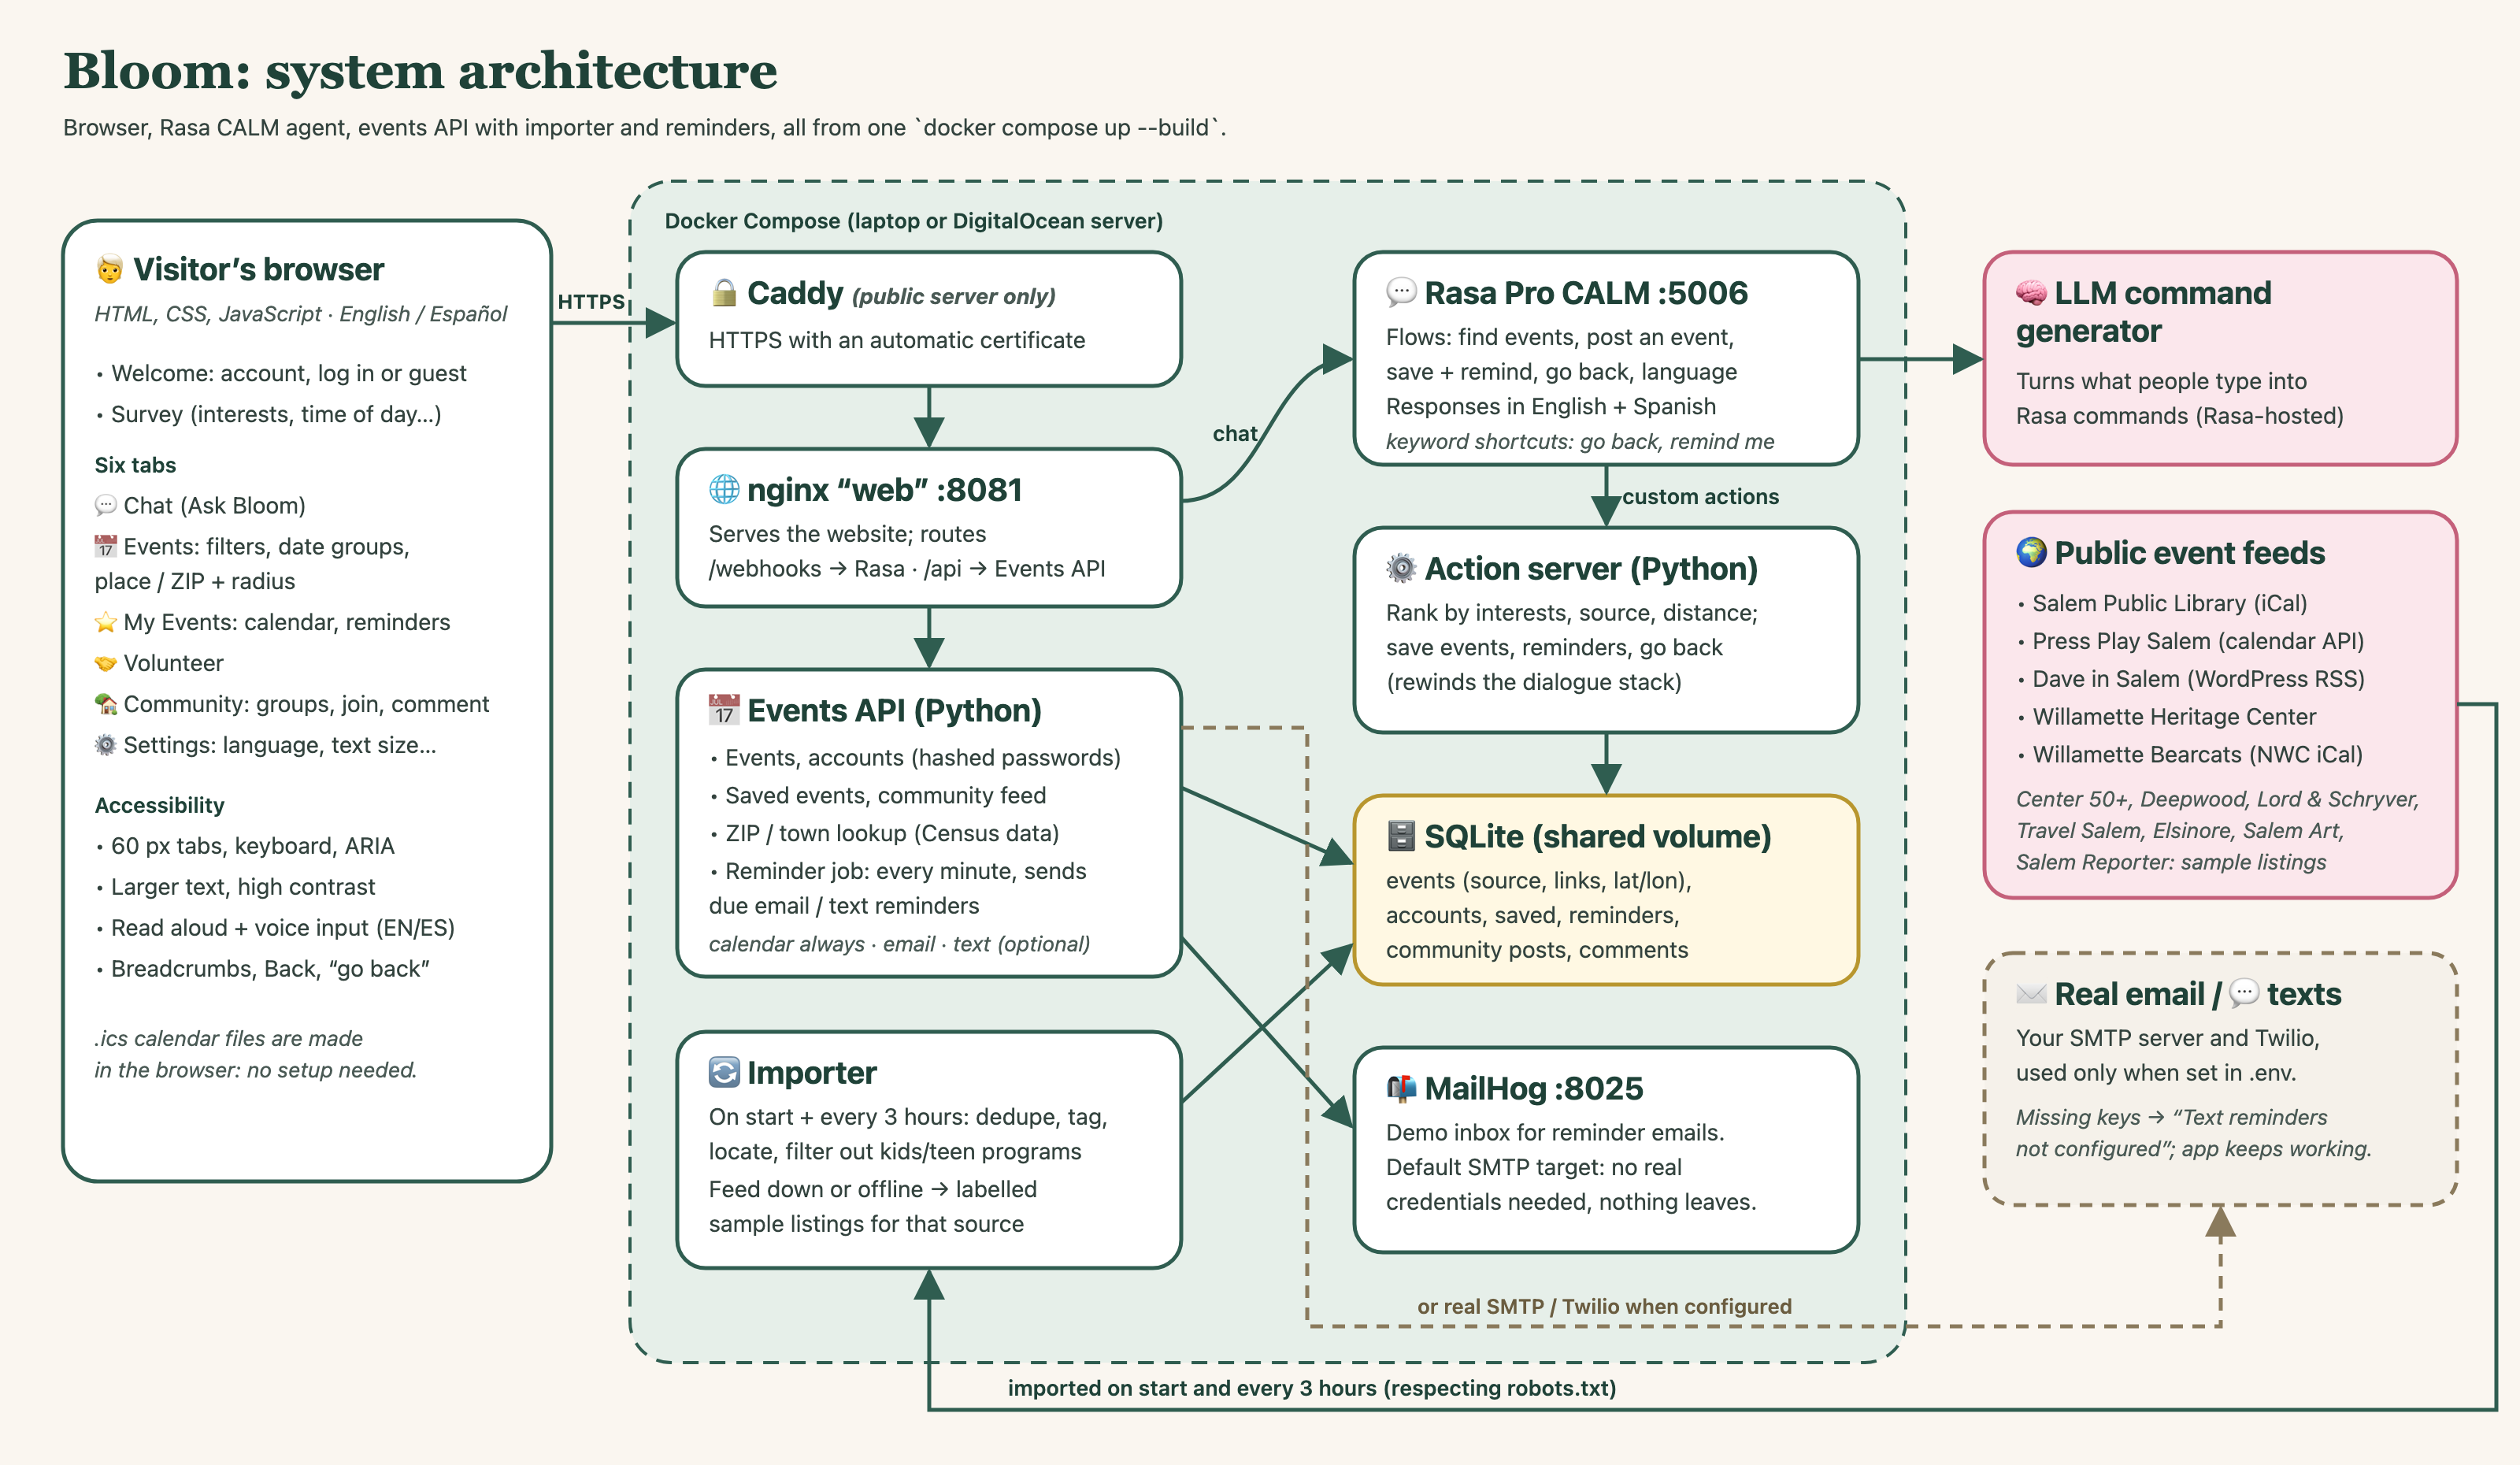 Bloom: system architecture
Browser, Rasa CALM agent, events API with importer and reminders, all from one `docker compose up --build`.
Visitor’s browser
HTML, CSS, JavaScript · English / Español
• Welcome: account, log in or guest
• Survey (interests, time of day…)
Six tabs
💬 Chat (Ask Bloom)
📅 Events: filters, date groups,
place / ZIP + radius
⭐ My Events: calendar, reminders
🤝 Volunteer
🏡 Community: groups, join, comment
⚙️ Settings: language, text size…
Accessibility
• 60 px tabs, keyboard, ARIA
• Larger text, high contrast
• Read aloud + voice input (EN/ES)
• Breadcrumbs, Back, “go back”
.ics calendar files are made
in the browser: no setup needed.
HTTPS
Docker Compose (laptop or DigitalOcean server)
🔒 Caddy (public server only)
HTTPS with an automatic certificate
🌐 nginx “web” :8081
Serves the website; routes
/webhooks → Rasa · /api → Events API
chat
📅 Events API (Python)
• Events, accounts (hashed passwords)
• Saved events, community feed
• ZIP / town lookup (Census data)
• Reminder job: every minute, sends
due email / text reminders
calendar always · email · text (optional)
🔄 Importer
On start + every 3 hours: dedupe, tag,
locate, filter out kids/teen programs
Feed down or offline → labelled
sample listings for that source
💬 Rasa Pro CALM :5006
Flows: find events, post an event,
save + remind, go back, language
Responses in English + Spanish
keyword shortcuts: go back, remind me
custom actions
⚙️ Action server (Python)
Rank by interests, source, distance;
save events, reminders, go back
(rewinds the dialogue stack)
🗄️ SQLite (shared volume)
events (source, links, lat/lon),
accounts, saved, reminders,
community posts, comments
📬 MailHog :8025
Demo inbox for reminder emails.
Default SMTP target: no real
credentials needed, nothing leaves.
or real SMTP / Twilio when configured
imported on start and every 3 hours (respecting robots.txt)
🧠 LLM command
generator
Turns what people type into
Rasa commands (Rasa-hosted)
🌍 Public event feeds
• Salem Public Library (iCal)
• Press Play Salem (calendar API)
• Dave in Salem (WordPress RSS)
• Willamette Heritage Center
• Willamette Bearcats (NWC iCal)
Center 50+, Deepwood, Lord & Schryver,
Travel Salem, Elsinore, Salem Art,
Salem Reporter: sample listings
✉️ Real email / 💬 texts
Your SMTP server and Twilio,
used only when set in .env.
Missing keys → “Text reminders
not configured”; app keeps working.